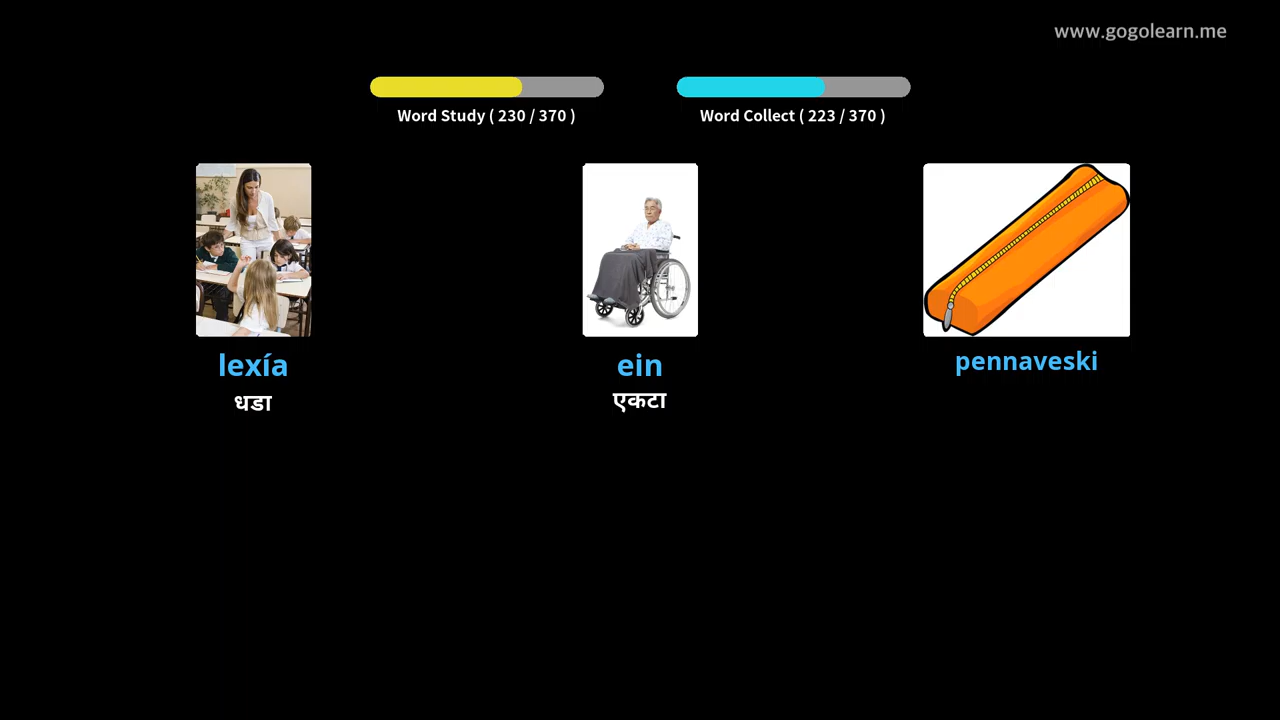 www.gogolearn.me
Word Study ( 230 / 370 )
Word Collect ( 223 / 370 )
lexía
ein
pennaveski
धडा
एकटा